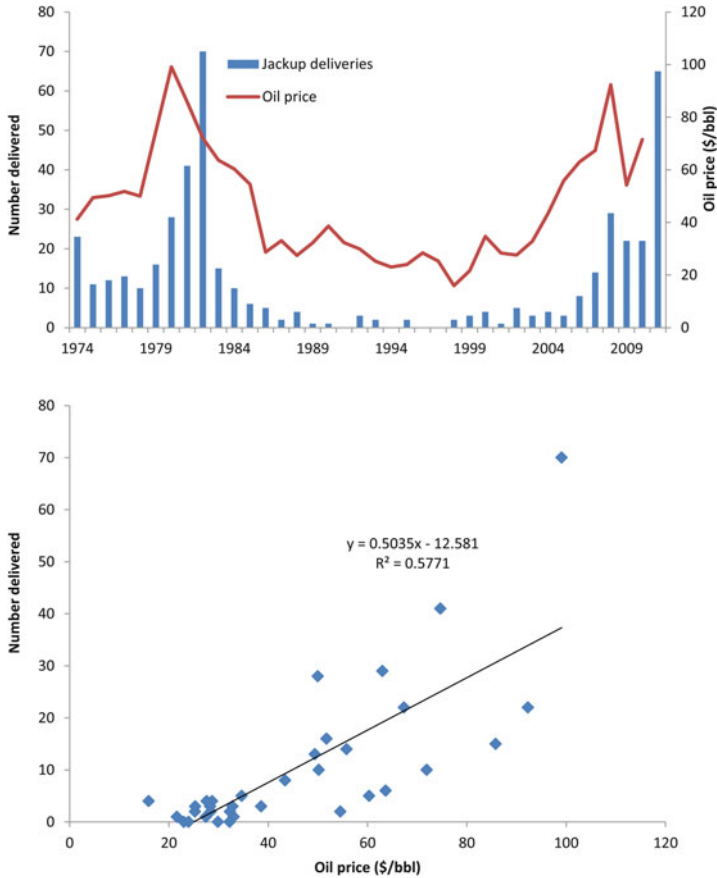 80
70
60
50
40
30
20
10
0
Number delivered
Jackup deliveries
Oil price
120
100
80
60
40
20
0
Oil price ($/bbl)
1974 1979 1984 1989 1994 1999 2004 2009
80
70
60
50
40
30
20
10
0
Number delivered
y = 0.5035x - 12.581
R² = 0.5771
0 20 40 60 80 100 120
Oil price ($/bbl)